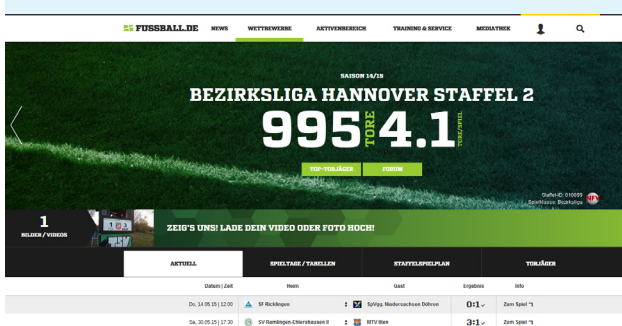 FUSSBALL.DE NEWS WETTBEWERBE AKTIVENBEREICH TRAINING & SERVICE MEDIATHEK
SAISON 14/15
BEZIRKSLIGA HANNOVER STAFFEL 2
995 TORE 4.1 TORE/SPIEL
TOP-TORJÄGER FORUM
Staffel-ID: 010099
Spielklasse: Bezirksliga NFV
1
BILDER / VIDEOS
ZEIG'S UNS! LADE DEIN VIDEO ODER FOTO HOCH!
AKTUELL SPIELTAGE / TABELLEN STAFFELSPIELPLAN TORJÄGER
Datum | Zeit Heim Gast Ergebnis Info
Do, 14.05.15 | 12:00 SF Ricklingen : SpVgg. Niedersachsen Döhren 0:1 Zum Spiel
Sa, 30.05.15 | 17:30 SV Ramlingen-Ehlershausen II : MTV Ilten 3:1 Zum Spiel